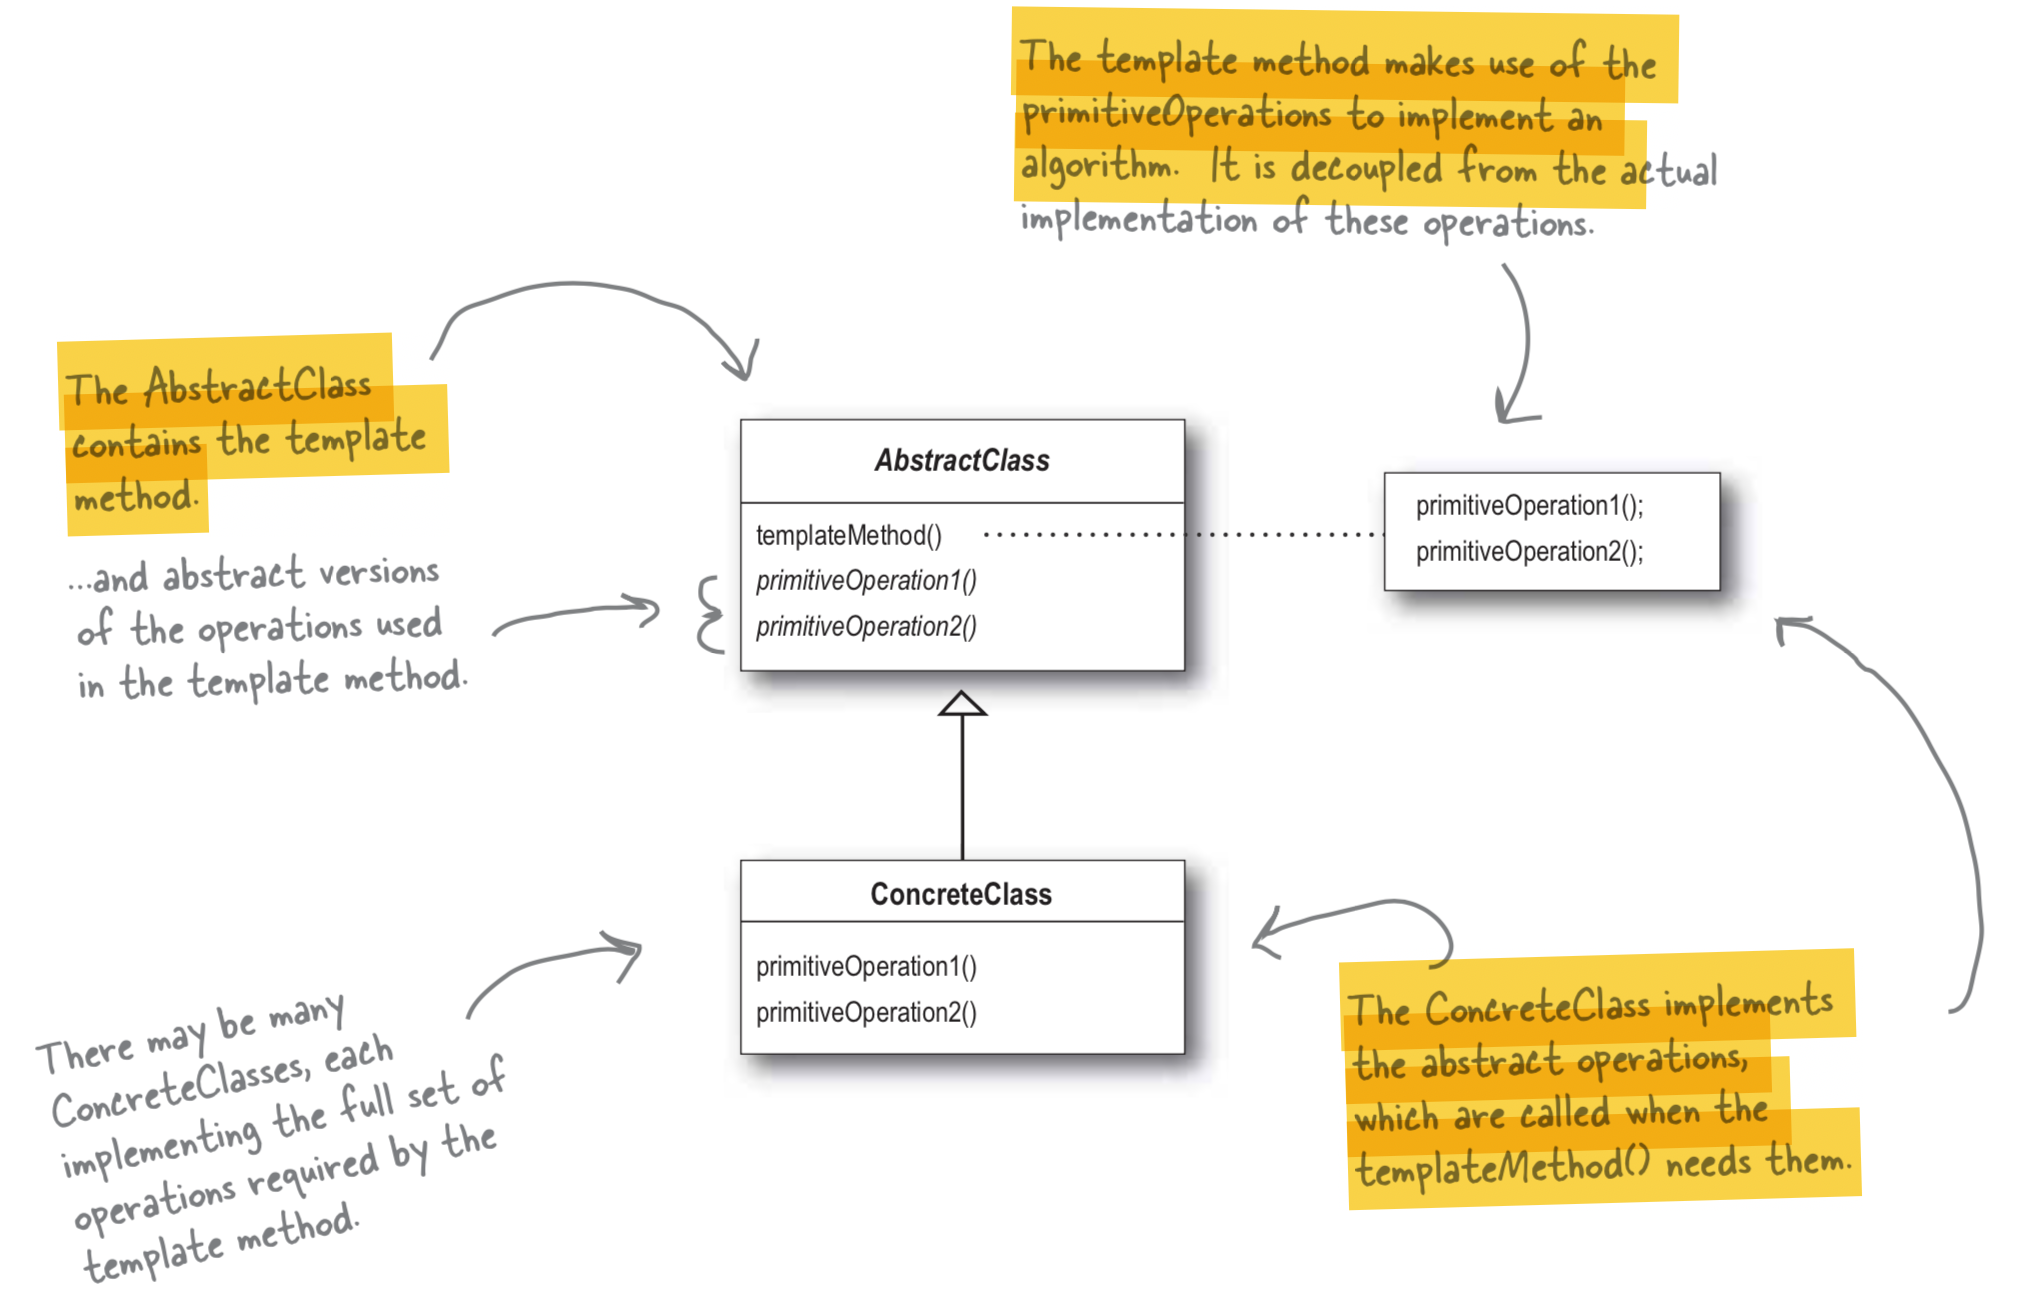 The template method makes use of the
primitiveOperations to implement an
algorithm. It is decoupled from the actual
implementation of these operations.
The AbstractClass
contains the template
method.
...and abstract versions
of the operations used
in the template method.
AbstractClass
templateMethod()
primitiveOperation1()
primitiveOperation2()
primitiveOperation1();
primitiveOperation2();
ConcreteClass
primitiveOperation1()
primitiveOperation2()
There may be many
ConcreteClasses, each
implementing the full set of
operations required by the
template method.
The ConcreteClass implements
the abstract operations,
which are called when the
templateMethod() needs them.